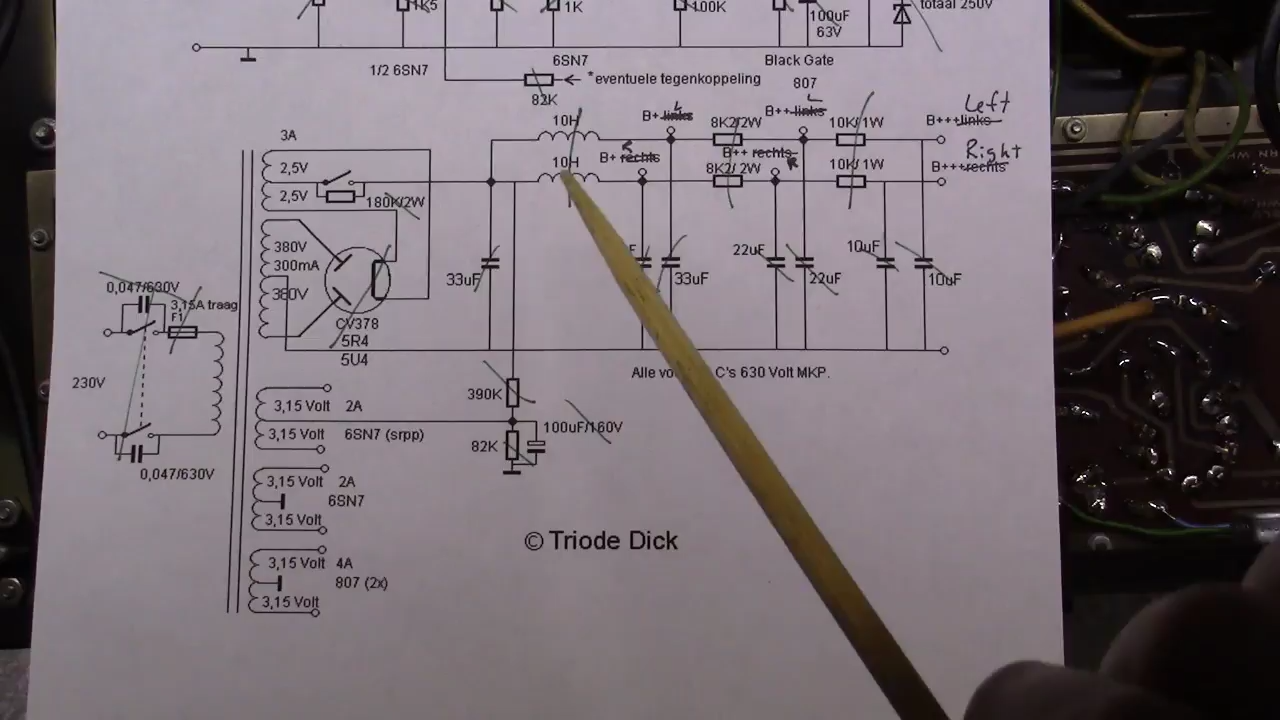 1K5
1K
100K
100uF
63V
totaal 250V
1/2 6SN7
6SN7
Black Gate
807
*eventuele tegenkoppeling
82K
3A
10H
B+ links
L
B++ links
L
8K2/2W
10K/1W
B+++links
Left
2,5V
10H
B+ rechts
B++ rechts
R
8K2/2W
10K/1W
B+++rechts
Right
2,5V
180K/2W
380V
300mA
380V
33uF
F
33uF
22uF
22uF
10uF
10uF
0,047/630V
3,15A traag
F1
CV378
5R4
5U4
230V
Alle C's 630 Volt MKP.
390K
3,15 Volt 2A
100uF/160V
3,15 Volt 6SN7 (srpp)
82K
0,047/630V
3,15 Volt 2A
6SN7
3,15 Volt
© Triode Dick
3,15 Volt 4A
807 (2x)
3,15 Volt